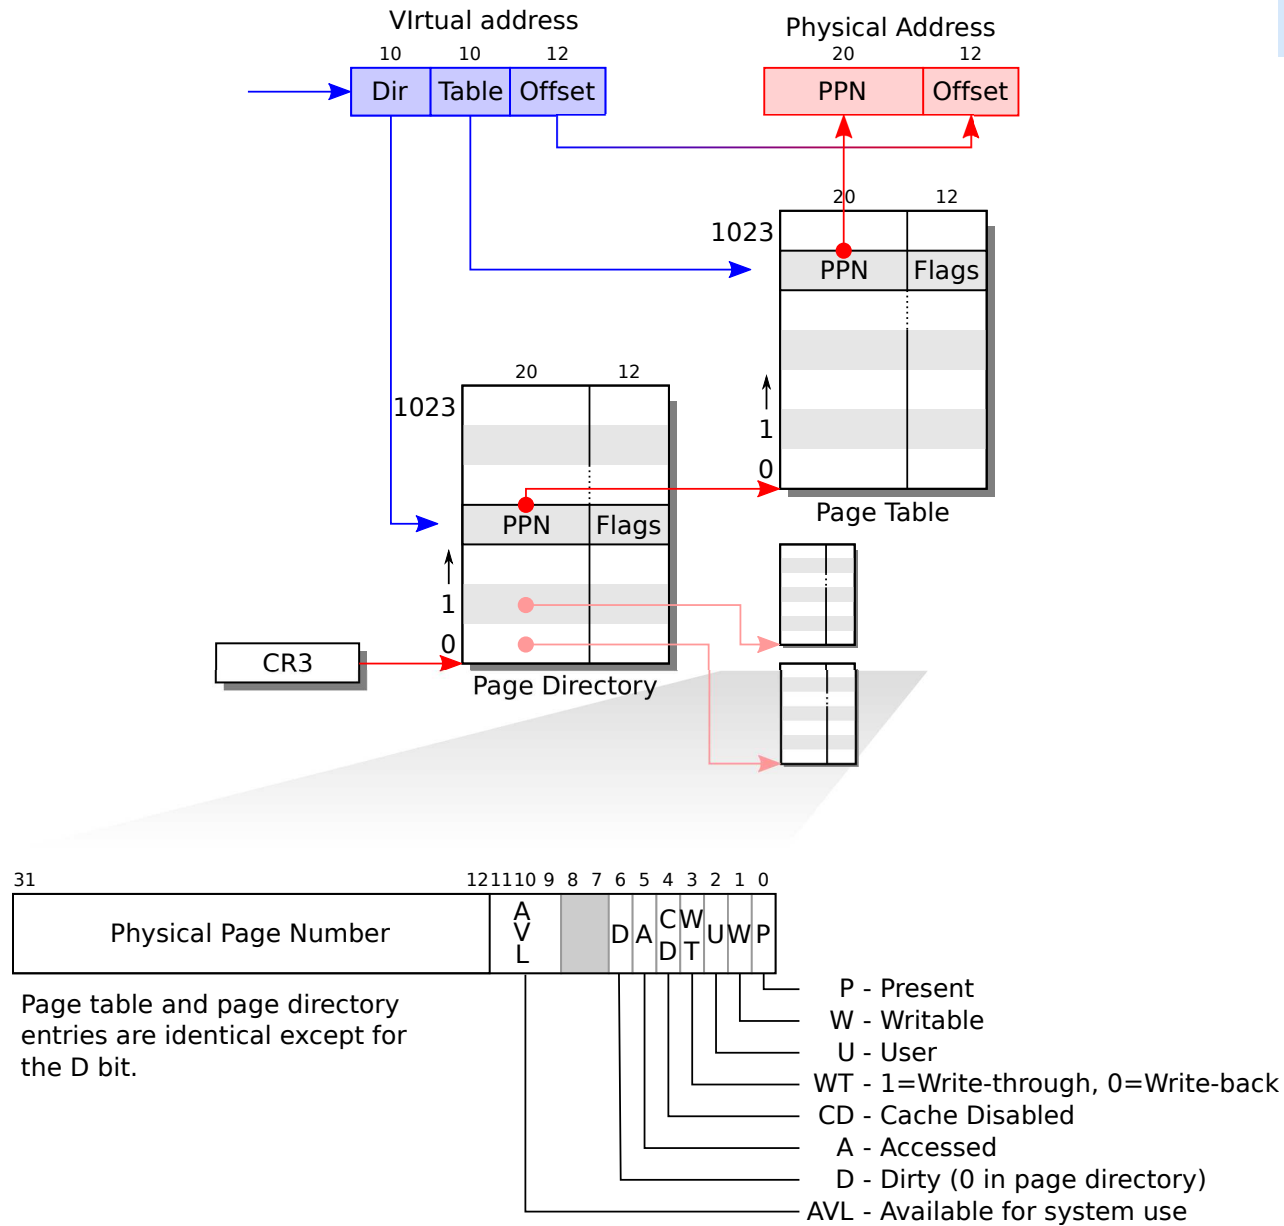 VIrtual address
Physical Address
10 10 12
20 12
Dir Table Offset
PPN Offset
20 12
1023
PPN Flags
20 12
1023
1
0
Page Table
PPN Flags
1
0
CR3
Page Directory
31 12 11 10 9 8 7 6 5 4 3 2 1 0
Physical Page Number AVL D A CD WT U W P
Page table and page directory
entries are identical except for
the D bit.
P - Present
W - Writable
U - User
WT - 1=Write-through, 0=Write-back
CD - Cache Disabled
A - Accessed
D - Dirty (0 in page directory)
AVL - Available for system use